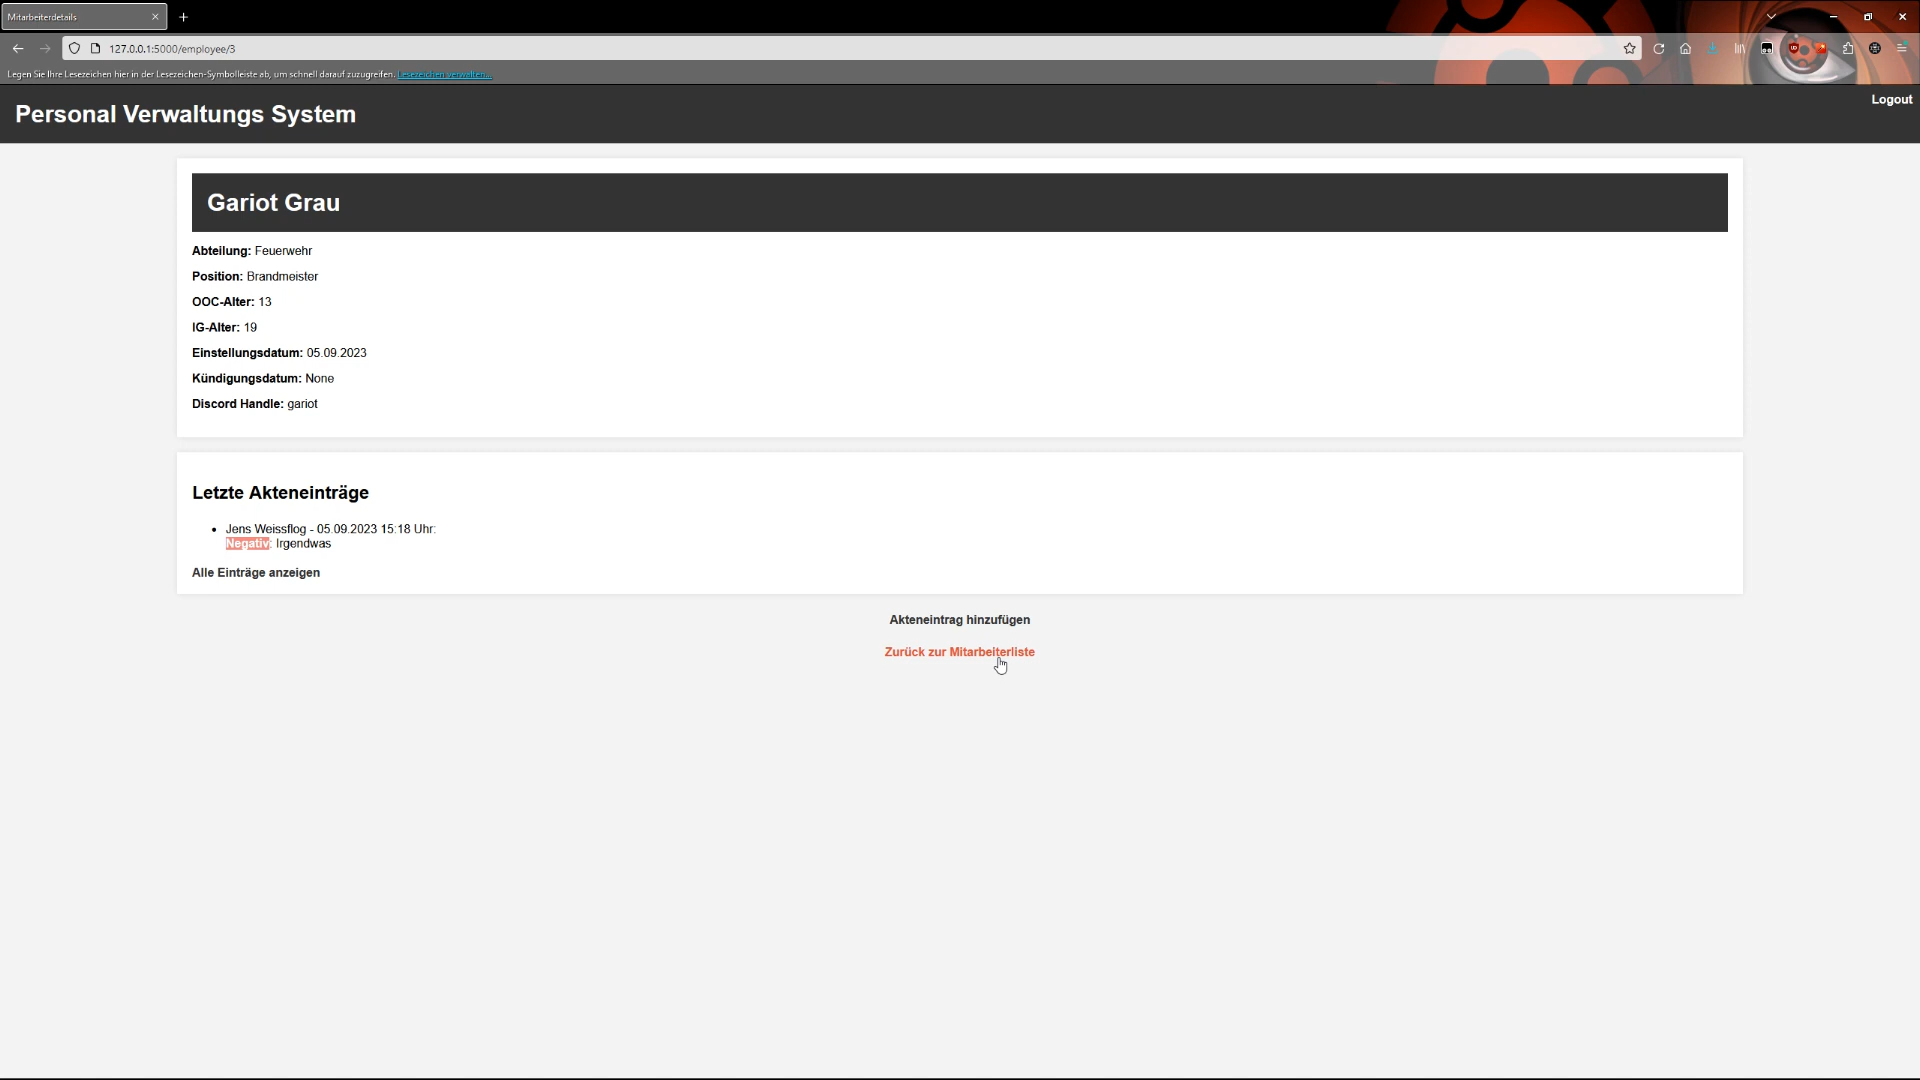 Mitarbeiterdetails
127.0.0.1:5000/employee/3
Legen Sie Ihre Lesezeichen hier in der Lesezeichen-Symbolleiste ab, um schnell darauf zuzugreifen. Lesezeichen verwalten...
Personal Verwaltungs System
Logout
Gariot Grau
Abteilung: Feuerwehr
Position: Brandmeister
OOC-Alter: 13
IG-Alter: 19
Einstellungsdatum: 05.09.2023
Kündigungsdatum: None
Discord Handle: gariot
Letzte Akteneinträge
Jens Weissflog - 05.09.2023 15:18 Uhr:
Negativ: Irgendwas
Alle Einträge anzeigen
Akteneintrag hinzufügen
Zurück zur Mitarbeiterliste